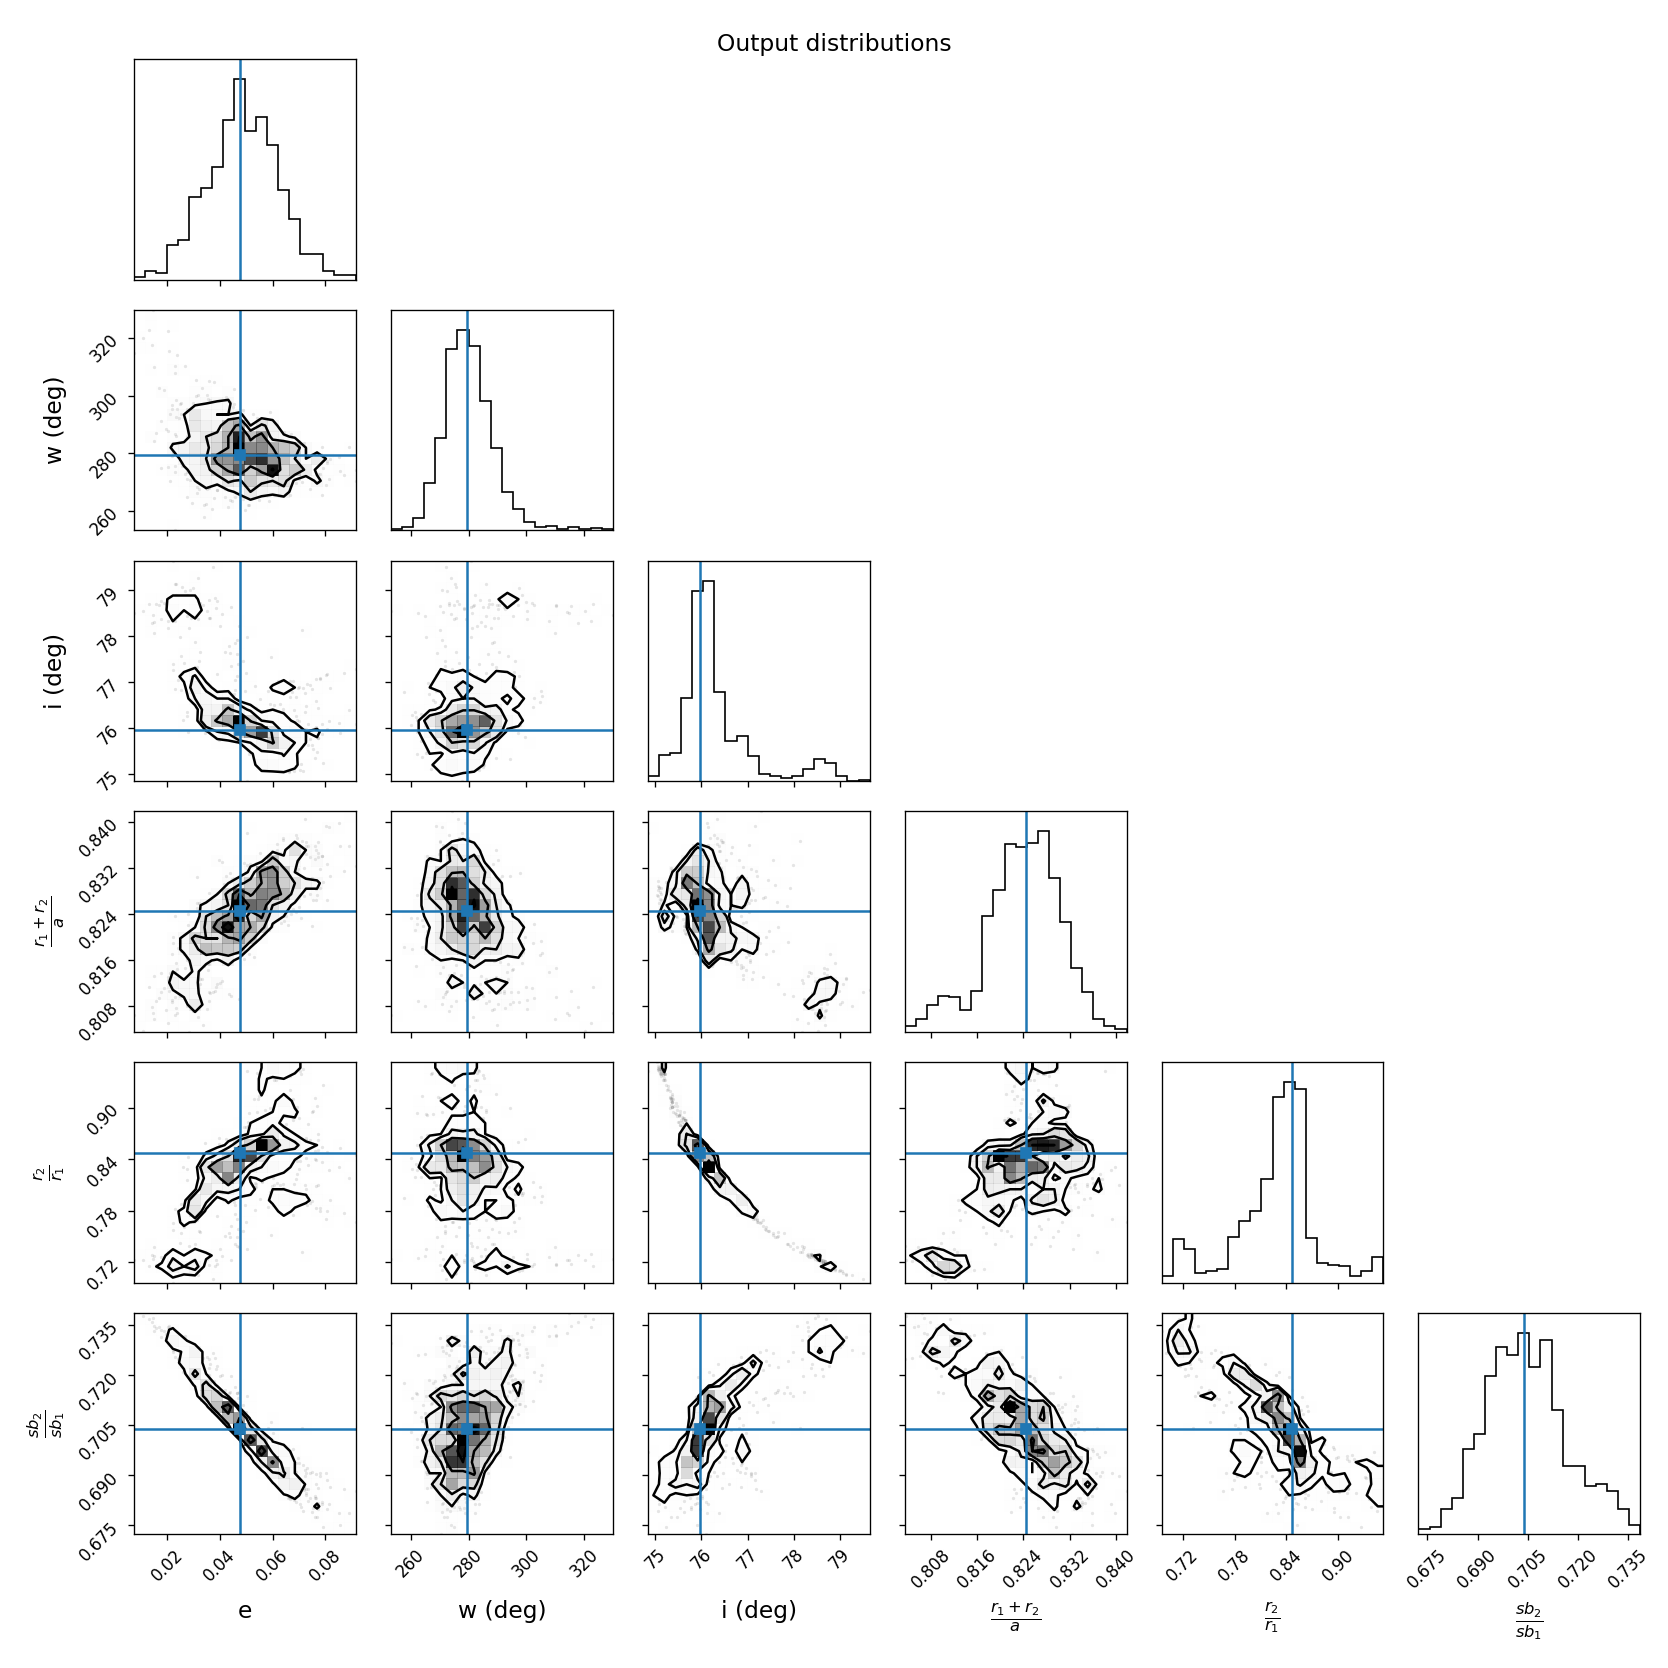 Output distributions
w (deg)
320
300
280
260
i (deg)
79
78
77
76
75
r₁ + r₂
a
0.840
0.832
0.824
0.816
0.808
r₂
r₁
0.90
0.84
0.78
0.72
sb₂
sb₁
0.735
0.720
0.705
0.690
0.675
0.02 0.04 0.06 0.08 260 280 300 320 75 76 77 78 79 0.808 0.816 0.824 0.832 0.840 0.72 0.78 0.84 0.90 0.675 0.690 0.705 0.720 0.735
e w (deg) i (deg) r₁ + r₂ / a r₂ / r₁ sb₂ / sb₁